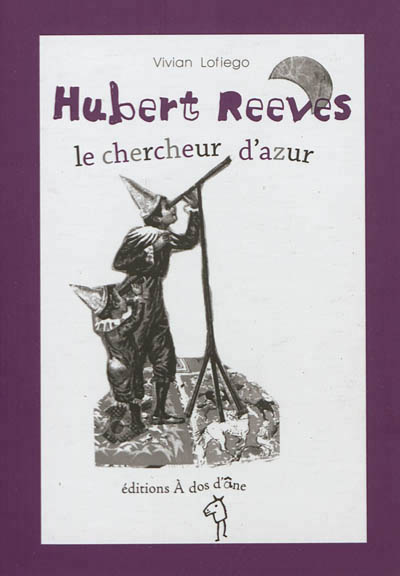 Vivian Lofiego
Hubert Reeves
le chercheur d'azur
éditions À dos d'âne